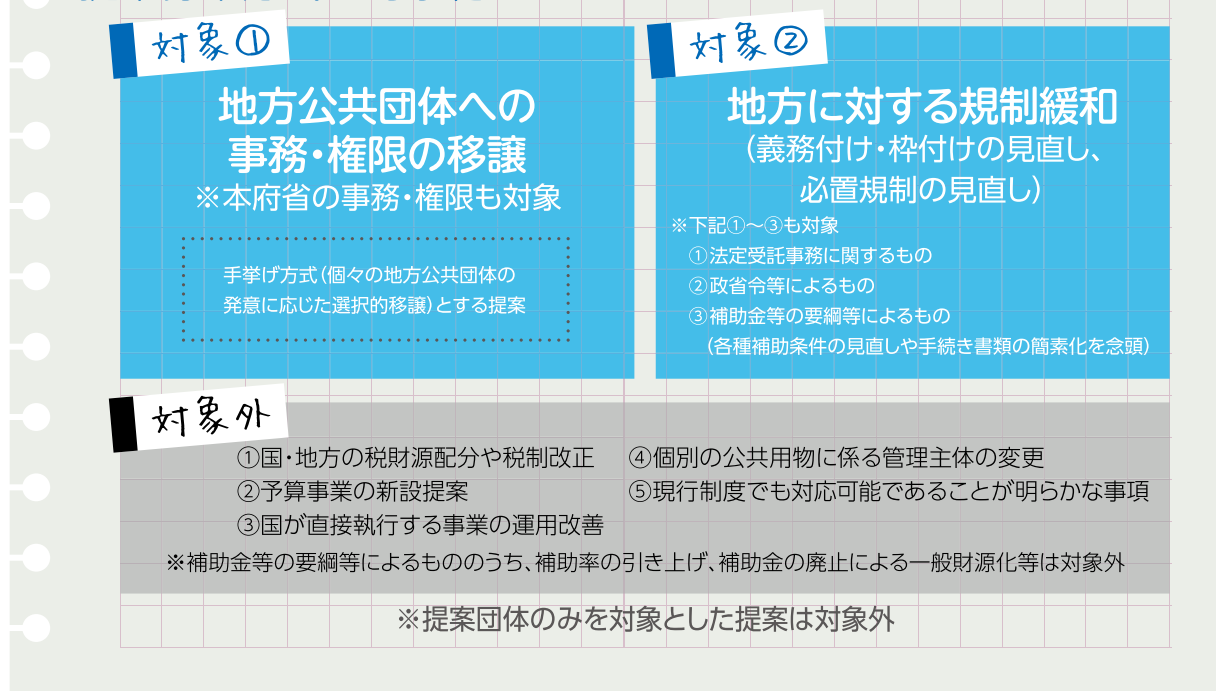 対象①
地方公共団体への
事務・権限の移譲
※本府省の事務・権限も対象
手挙げ方式(個々の地方公共団体の
発意に応じた選択的移譲)とする提案
対象②
地方に対する規制緩和
(義務付け・枠付けの見直し、
必置規制の見直し)
※下記①〜③も対象
①法定受託事務に関するもの
②政省令等によるもの
③補助金等の要綱等によるもの
(各種補助条件の見直しや手続き書類の簡素化を念頭)
対象外
①国・地方の税財源配分や税制改正
②予算事業の新設提案
③国が直接執行する事業の運用改善
④個別の公共用物に係る管理主体の変更
⑤現行制度でも対応可能であることが明らかな事項
※補助金等の要綱等によるもののうち、補助率の引き上げ、補助金の廃止による一般財源化等は対象外
※提案団体のみを対象とした提案は対象外